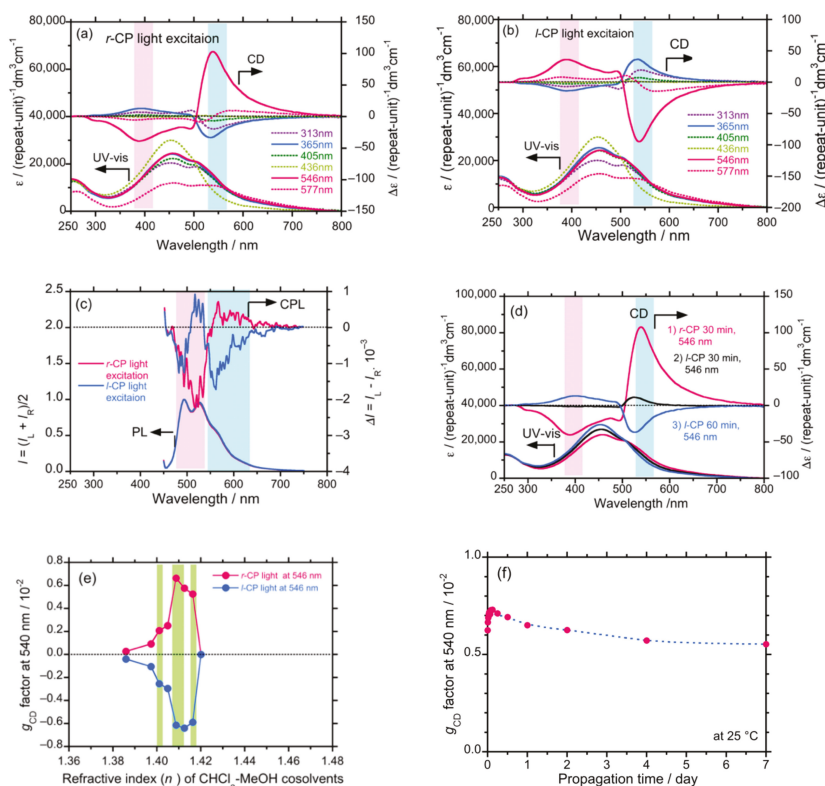 (a)
r-CP light excitaion
CD
UV-vis
313nm
365nm
405nm
436nm
546nm
577nm
80,000
60,000
40,000
20,000
0
150
100
50
0
−50
−100
−150
250 300 400 500 600 700 800
Wavelength / nm
ε / (repeat-unit)⁻¹dm³cm⁻¹
Δε / (repeat-unit)⁻¹dm³cm⁻¹
(b)
l-CP light excitaion
CD
UV-vis
313nm
365nm
405nm
436nm
546nm
577nm
80,000
60,000
40,000
20,000
0
100
50
0
−50
−100
−150
−200
250 300 400 500 600 700 800
Wavelength / nm
ε / (repeat-unit)⁻¹dm³cm⁻¹
Δε / (repeat-unit)⁻¹dm³cm⁻¹
(c)
CPL
r-CP light
excitation
l-CP light
excitaion
PL
2.0
1.5
1.0
0.5
0.0
1
0
−1
−2
−3
−4
250 300 400 500 600 700 800
Wavelength / nm
I = (I_L + I_R)/2
ΔI = I_L - I_R. 10⁻³
(d)
CD
1) r-CP 30 min,
546 nm
2) l-CP 30 min,
546 nm
3) l-CP 60 min,
546 nm
UV-vis
100,000
80,000
60,000
40,000
20,000
0
150
100
50
0
−50
−100
250 300 400 500 600 700 800
Wavelength / nm
ε / (repeat-unit)⁻¹dm³cm⁻¹
Δε / (repeat-unit)⁻¹dm³cm⁻¹
(e)
r-CP light at 546 nm
l-CP light at 546 nm
0.8
0.6
0.4
0.2
0.0
−0.2
−0.4
−0.6
−0.8
1.36 1.38 1.40 1.42 1.44 1.46 1.48
Refractive index (n) of CHCl₃-MeOH cosolvents
g_CD factor at 540 nm / 10⁻²
(f)
1.0
0.5
0.0
0 1 2 3 4 5 6 7
at 25 °C
Propagation time / day
g_CD factor at 540 nm / 10⁻²